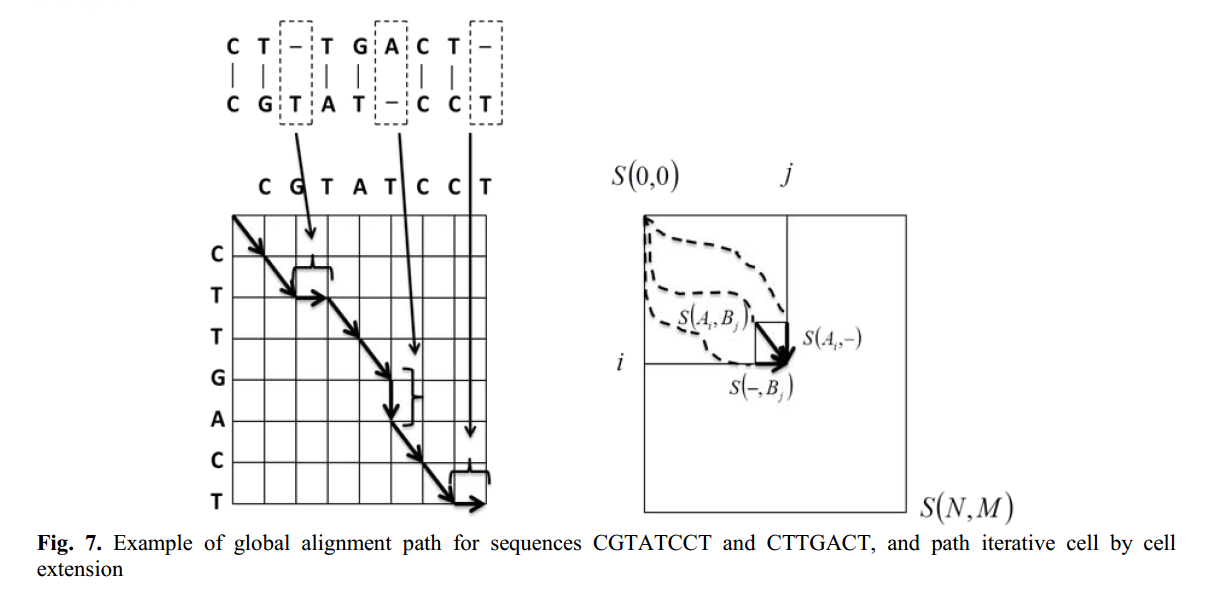 C T - T G A C T -
| | | | | |
C G T A T - C C T
C G T A T C C T
C
T
T
G
A
C
T
S(0,0) j
S(A_i, B_j)
S(A_i,-)
i
S(-, B_j)
S(N,M)
Fig. 7. Example of global alignment path for sequences CGTATCCT and CTTGACT, and path iterative cell by cell
extension